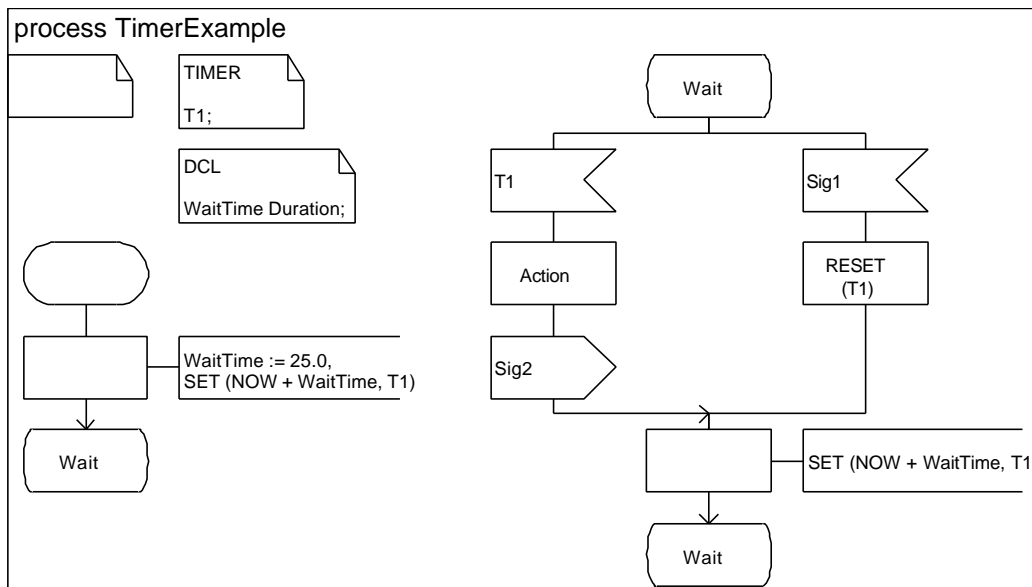 process TimerExample
TIMER
T1;
DCL
WaitTime Duration;
WaitTime := 25.0,
SET (NOW + WaitTime, T1)
Wait
Wait
T1
Sig1
Action
RESET
(T1)
Sig2
SET (NOW + WaitTime, T1
Wait